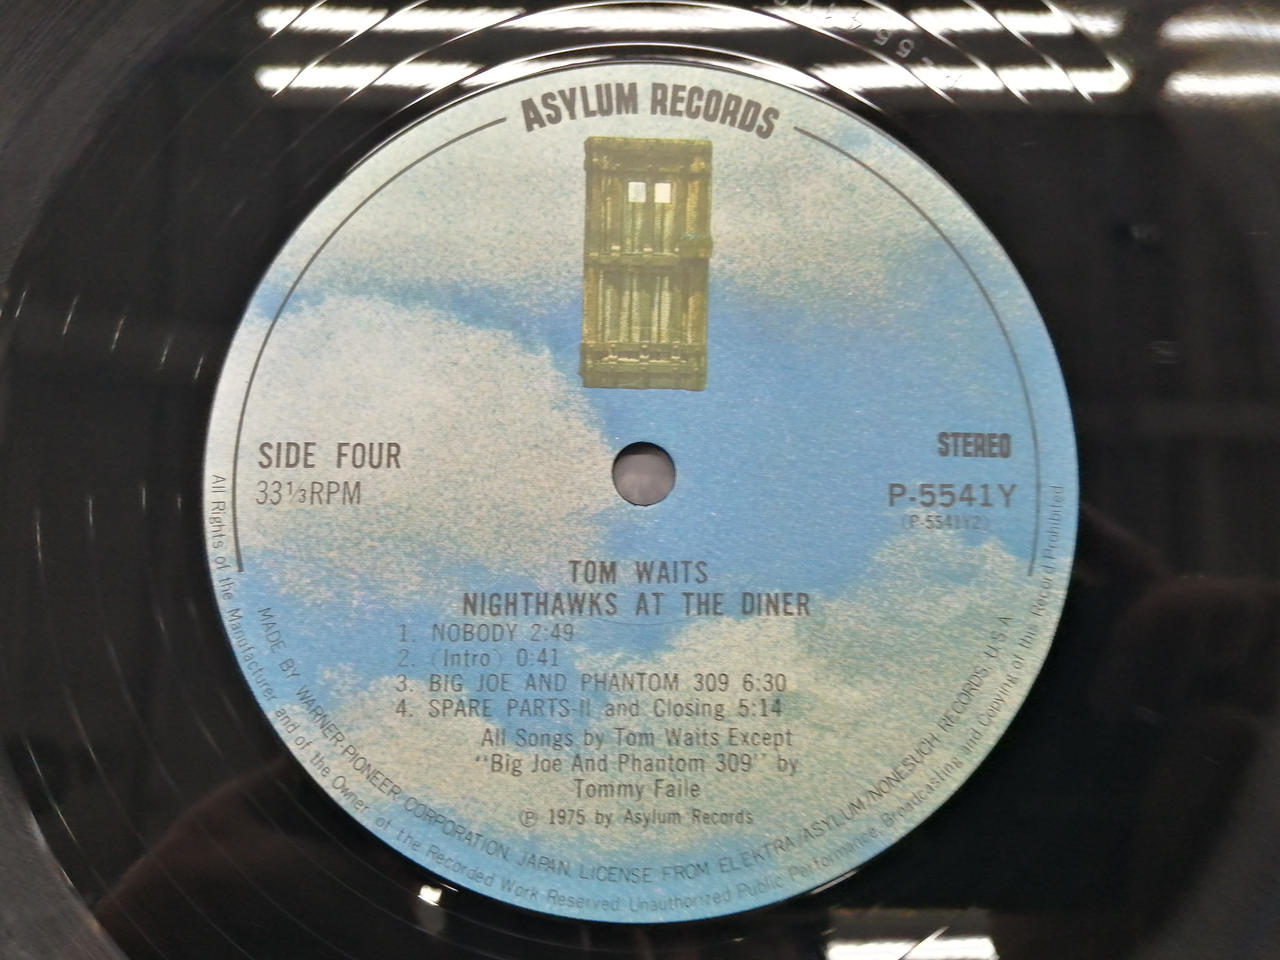 ASYLUM RECORDS
SIDE FOUR
33⅓RPM
STEREO
P-5541Y
(P-5541Y2)
TOM WAITS
NIGHTHAWKS AT THE DINER
1. NOBODY 2:49
2. (Intro) 0:41
3. BIG JOE AND PHANTOM 309 6:30
4. SPARE PARTS II and Closing 5:14
All Songs by Tom Waits Except
"Big Joe And Phantom 309" by
Tommy Faile
℗ 1975 by Asylum Records
MADE BY WARNER-PIONEER CORPORATION, JAPAN. LICENSE FROM ELEKTRA/ASYLUM/NONESUCH RECORDS, U.S.A.
All Rights of the Manufacturer and of the Owner of the Recorded Work Reserved Unauthorized Public Performance, Broadcasting and Copying of this Record Prohibited